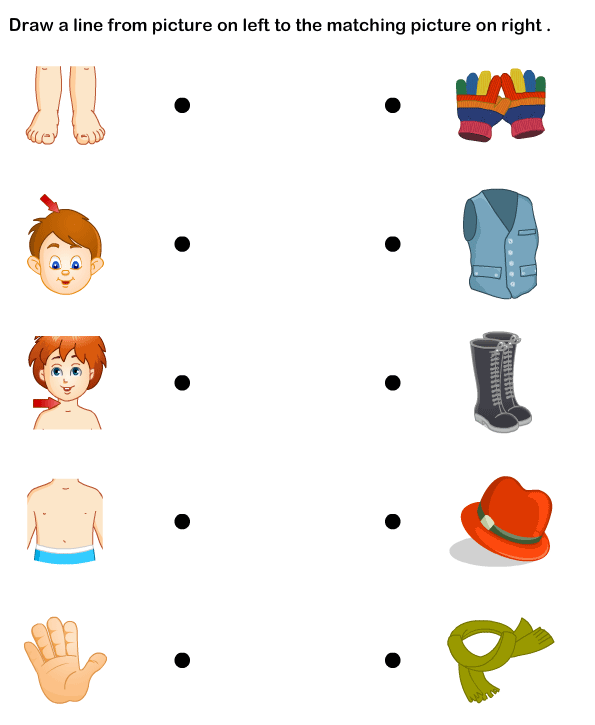 Draw a line from picture on left to the matching picture on right .